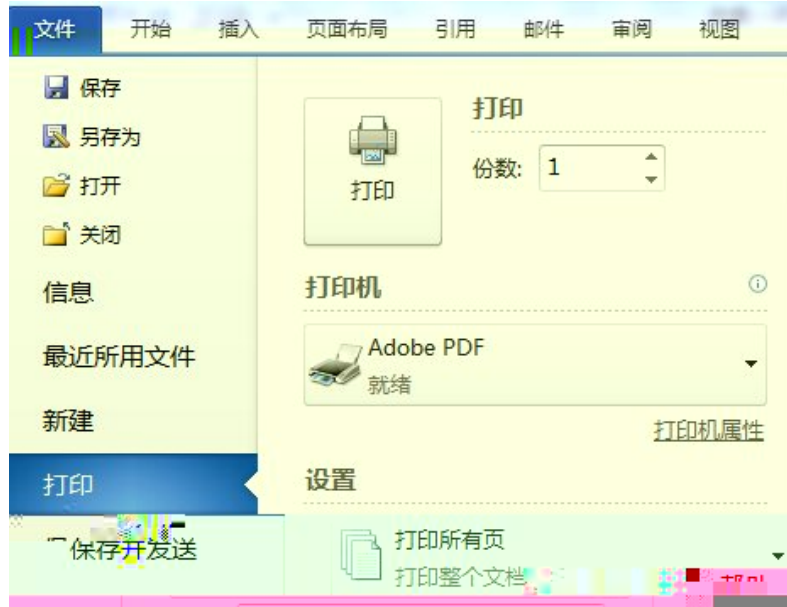 文件 开始 插入 页面布局 引用 邮件 审阅 视图
保存
另存为
打开
关闭
信息
最近所用文件
新建
打印
保存并发送
打印
打印
份数: 1
打印机
Adobe PDF
就绪
打印机属性
设置
打印所有页
打印整个文档